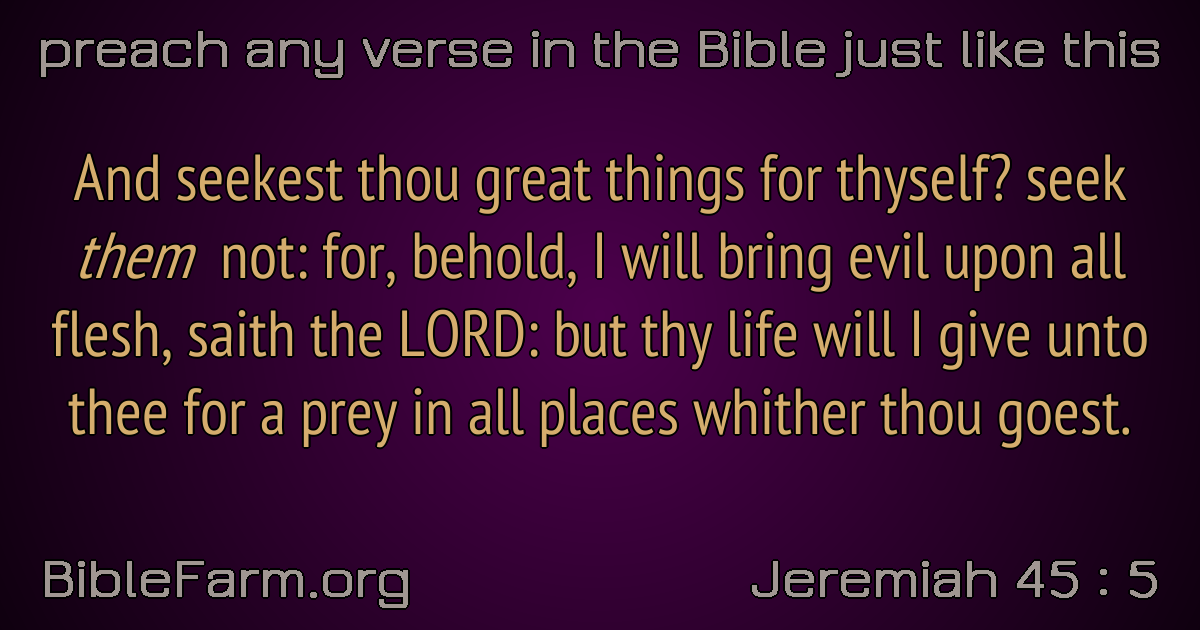 preach any verse in the Bible just like this
And seekest thou great things for thyself? seek
them not: for, behold, I will bring evil upon all
flesh, saith the LORD: but thy life will I give unto
thee for a prey in all places whither thou goest.
BibleFarm.org
Jeremiah 45 : 5